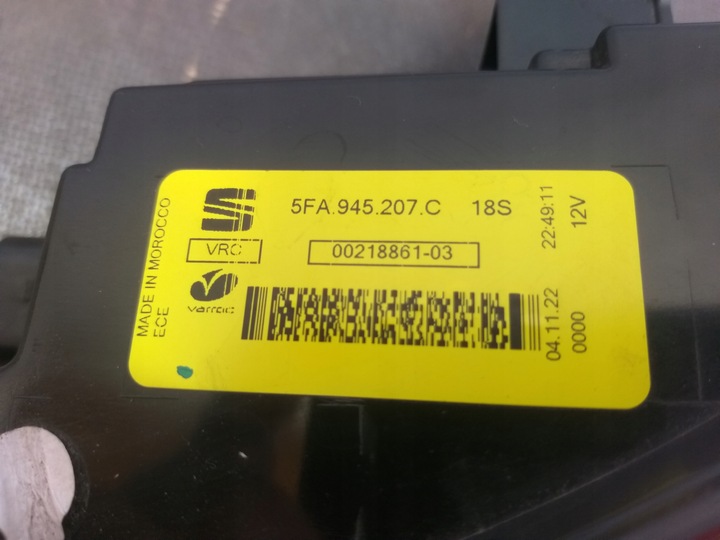 5FA.945.207.C 18S
VRC
00218861-03
varroc
MADE IN MOROCCO
ECE
22:49:11
12V
04.11.22
0000